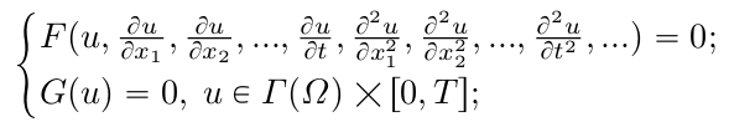 F(u, ∂u/∂x₁, ∂u/∂x₂, ..., ∂u/∂t, ∂²u/∂x₁², ∂²u/∂x₂², ..., ∂²u/∂t², ...) = 0;
G(u) = 0, u ∈ Γ(Ω) × [0, T];